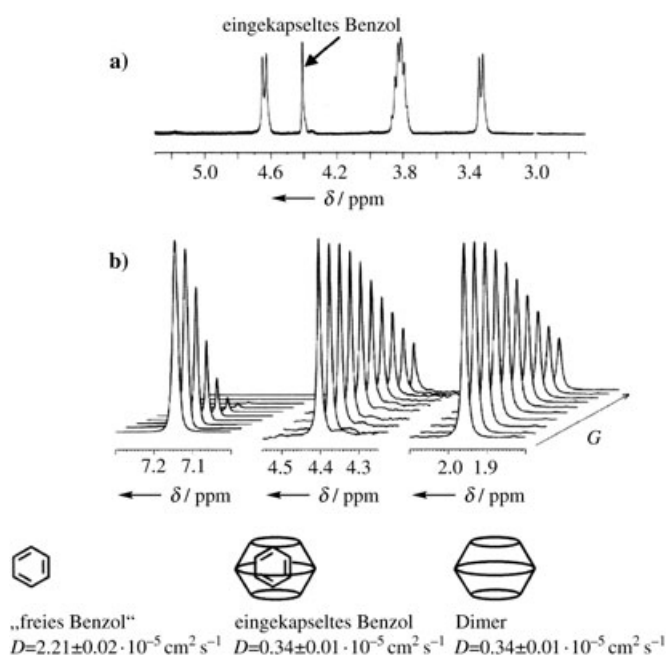 eingekapseltes Benzol
a)
5.0 4.6 4.2 3.8 3.4 3.0
δ / ppm
b)
7.2 7.1 4.5 4.4 4.3 2.0 1.9
G
δ / ppm δ / ppm δ / ppm
„freies Benzol“ eingekapseltes Benzol Dimer
D=2.21±0.02 · 10⁻⁵ cm² s⁻¹ D=0.34±0.01 · 10⁻⁵ cm² s⁻¹ D=0.34±0.01 · 10⁻⁵ cm² s⁻¹